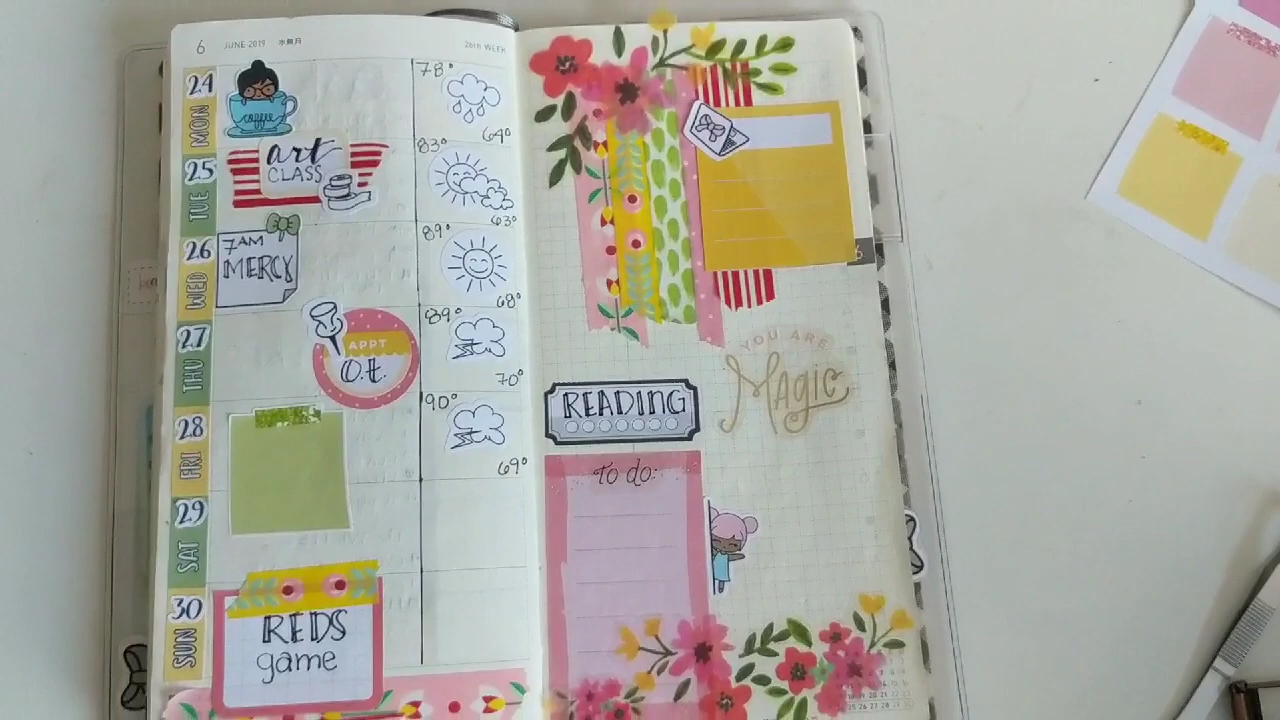 6 JUNE 2019 水無月 26th WEEK
24 MON
coffee
78° 64°
25 TUE
art
CLASS
83° 63°
26 WED
7AM
MERCY
89° 68°
27 THU
APPT
O.H.
89° 70°
28 FRI
90° 69°
29 SAT
30 SUN
REDS
game
6
YOU ARE
Magic
READING
To do: